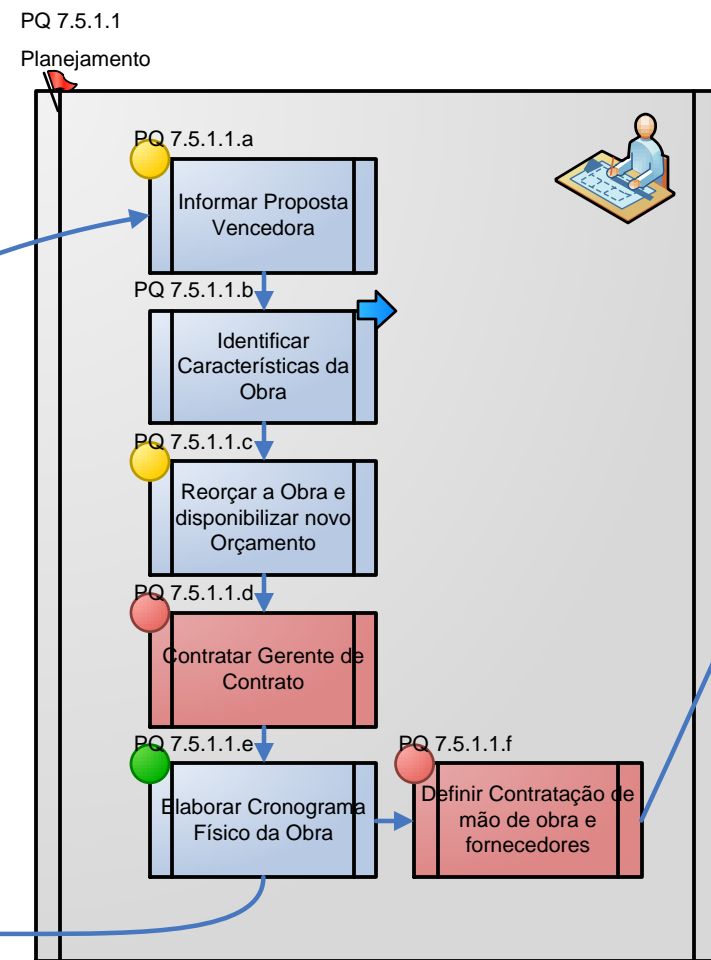 PQ 7.5.1.1
Planejamento
PQ 7.5.1.1.a
Informar Proposta
Vencedora
PQ 7.5.1.1.b
Identificar
Características da
Obra
PQ 7.5.1.1.c
Reorçar a Obra e
disponibilizar novo
Orçamento
PQ 7.5.1.1.d
Contratar Gerente de
Contrato
PQ 7.5.1.1.e
Elaborar Cronograma
Físico da Obra
PQ 7.5.1.1.f
Definir Contratação de
mão de obra e
fornecedores